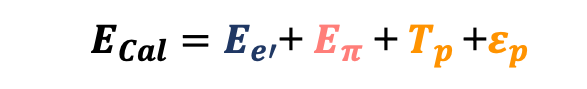 E_Cal = E_e′ + E_π + T_p + ε_p